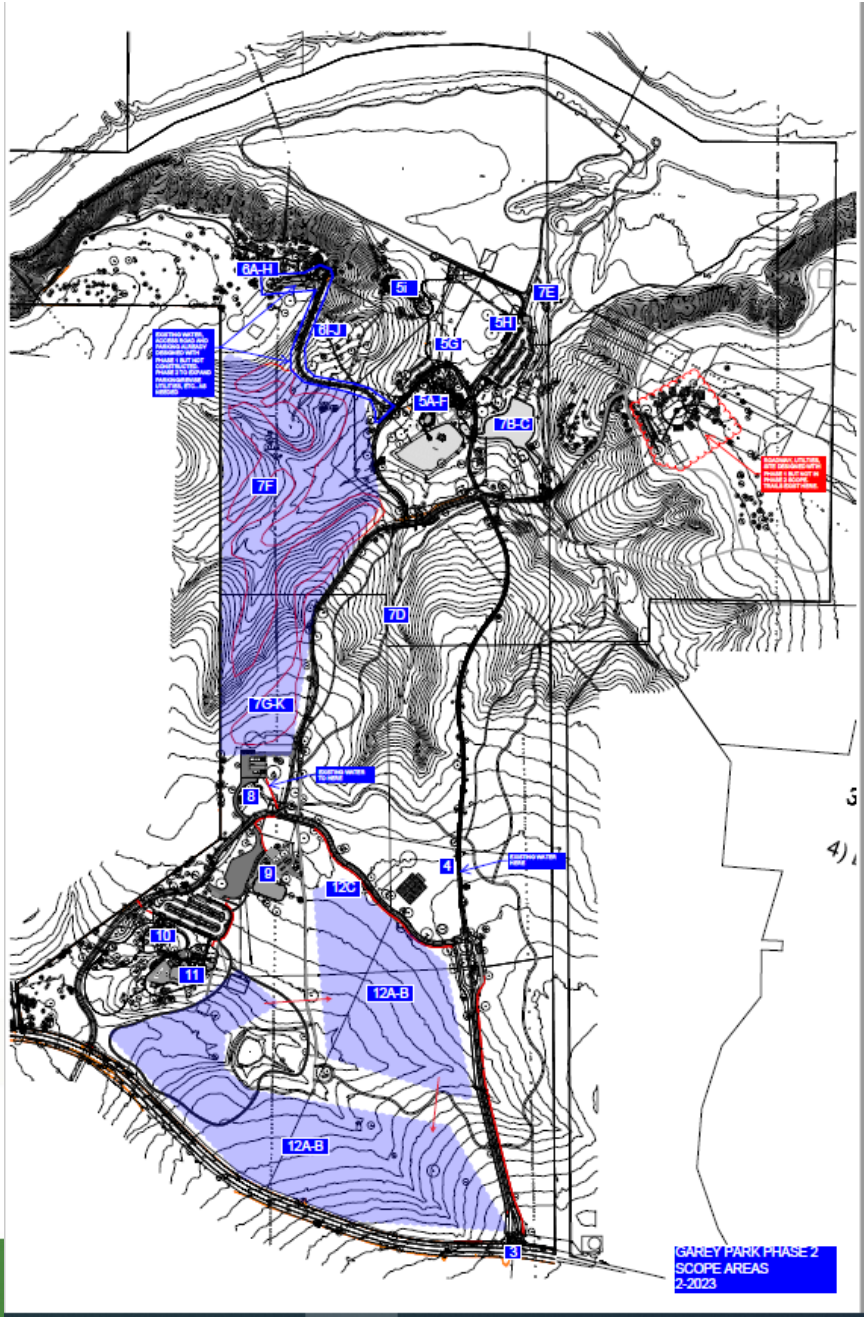 6A-H
5i
7E
5H
6I-J
5G
EXISTING WATER,
ACCESS ROAD AND
PARKING ALREADY
DESIGNED WITH
PHASE 1 BUT NOT
CONSTRUCTED.
PHASE 2 TO EXPAND
PARKING/REVISE
UTILITIES, ETC.. AS
NEEDED
5A-F
7B-C
ROADWAY, UTILITIES,
SITE DESIGNED WITH
PHASE 1 BUT NOT IN
PHASE 2 SCOPE.
TRAILS EXIST HERE.
7F
7D
7G-K
EXISTING WATER
TO HERE
8
3
4)
4
EXISTING WATER
HERE
9
12C
10
11
12A-B
12A-B
3
GAREY PARK PHASE 2
SCOPE AREAS
2-2023